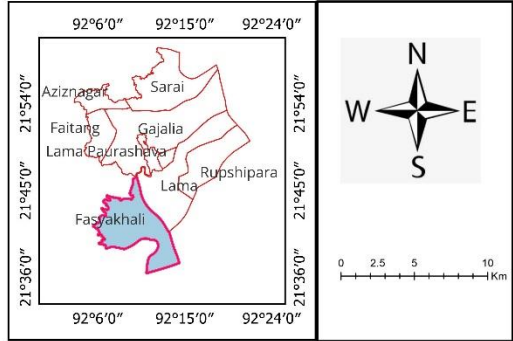 92°6′0″ 92°15′0″ 92°24′0″
21°54′0″
21°45′0″
21°36′0″
Sarai
Aziznagar
Faitang
Gajalia
Lama Paurashava
Rupshipara
Lama
Fasyakhali
21°54′0″
21°45′0″
21°36′0″
92°6′0″ 92°15′0″ 92°24′0″
N
W E
S
0 2.5 5 10
Km